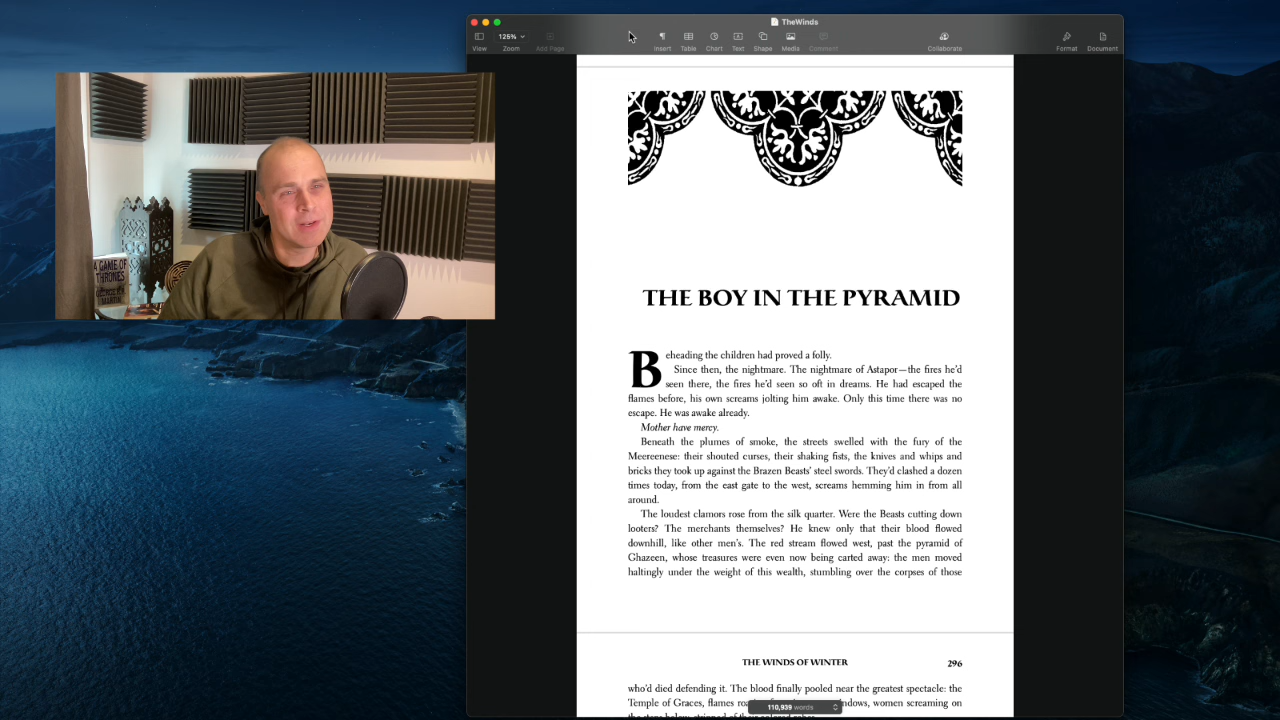 TheWinds
125%
View
Zoom
Add Page
Insert
Table
Chart
Text
Shape
Media
Comment
Collaborate
Format
Document
A GAME OF
THRONES
GEORGE R.R.
MARTIN
THE BOY IN THE PYRAMID
Beheading the children had proved a folly.
Since then, the nightmare. The nightmare of Astapor—the fires he'd
seen there, the fires he'd seen so oft in dreams. He had escaped the
flames before, his own screams jolting him awake. Only this time there was no
escape. He was awake already.
Mother have mercy.
Beneath the plumes of smoke, the streets swelled with the fury of the
Meereenese: their shouted curses, their shaking fists, the knives and whips and
bricks they took up against the Brazen Beasts' steel swords. They'd clashed a dozen
times today, from the east gate to the west, screams hemming him in from all
around.
The loudest clamors rose from the silk quarter. Were the Beasts cutting down
looters? The merchants themselves? He knew only that their blood flowed
downhill, like other men's. The red stream flowed west, past the pyramid of
Ghazeen, whose treasures were even now being carted away: the men moved
haltingly under the weight of this wealth, stumbling over the corpses of those
THE WINDS OF WINTER
296
who'd died defending it. The blood finally pooled near the greatest spectacle: the
Temple of Graces, flames women screaming on
110,939 words